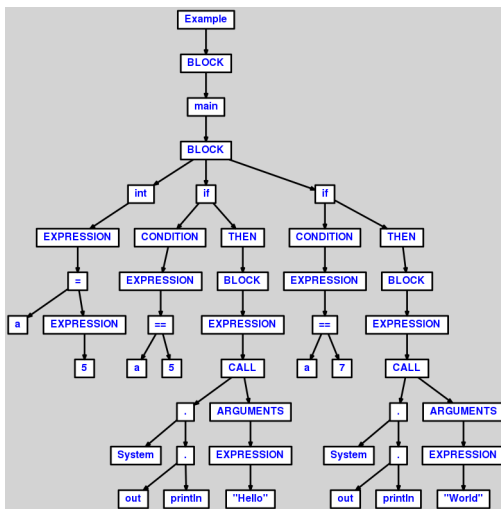 Example
BLOCK
main
BLOCK
int if if
EXPRESSION CONDITION THEN CONDITION THEN
= EXPRESSION BLOCK EXPRESSION BLOCK
a EXPRESSION == EXPRESSION == EXPRESSION
5 a 5 CALL a 7 CALL
. ARGUMENTS . ARGUMENTS
System . EXPRESSION System . EXPRESSION
out println "Hello" out println "World"